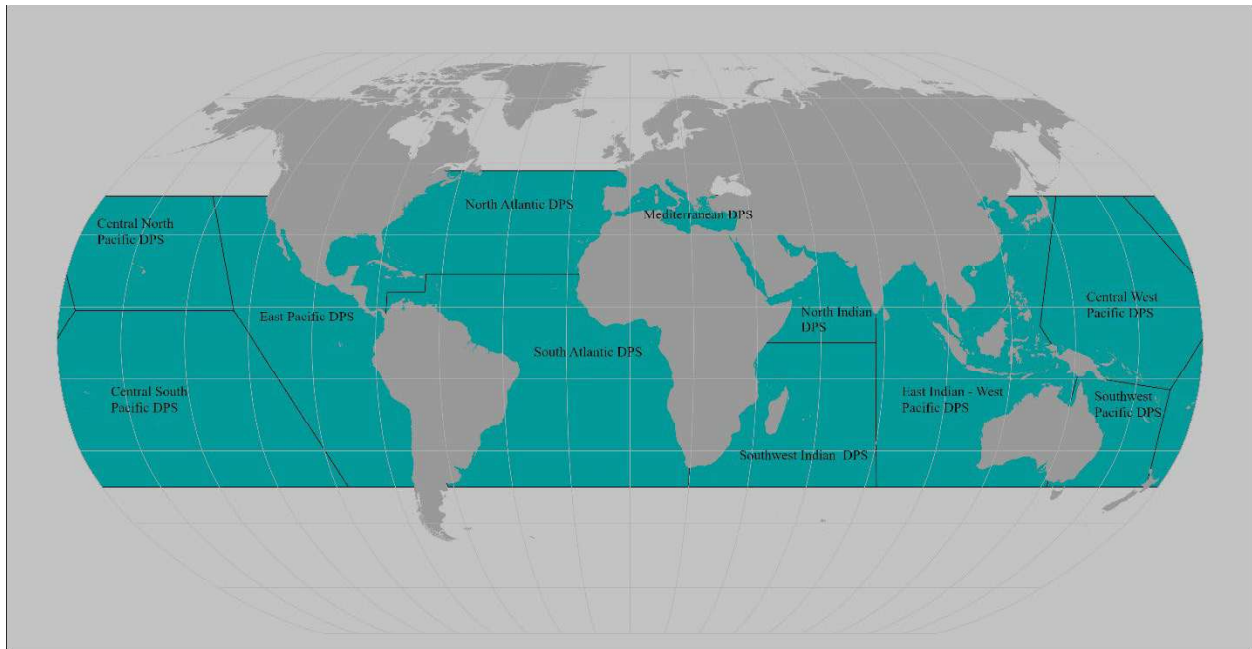 North Atlantic DPS
Mediterranean DPS
Central North
Pacific DPS
East Pacific DPS
North Indian
DPS
Central West
Pacific DPS
South Atlantic DPS
Central South
Pacific DPS
East Indian - West
Pacific DPS
Southwest
Pacific DPS
Southwest Indian DPS